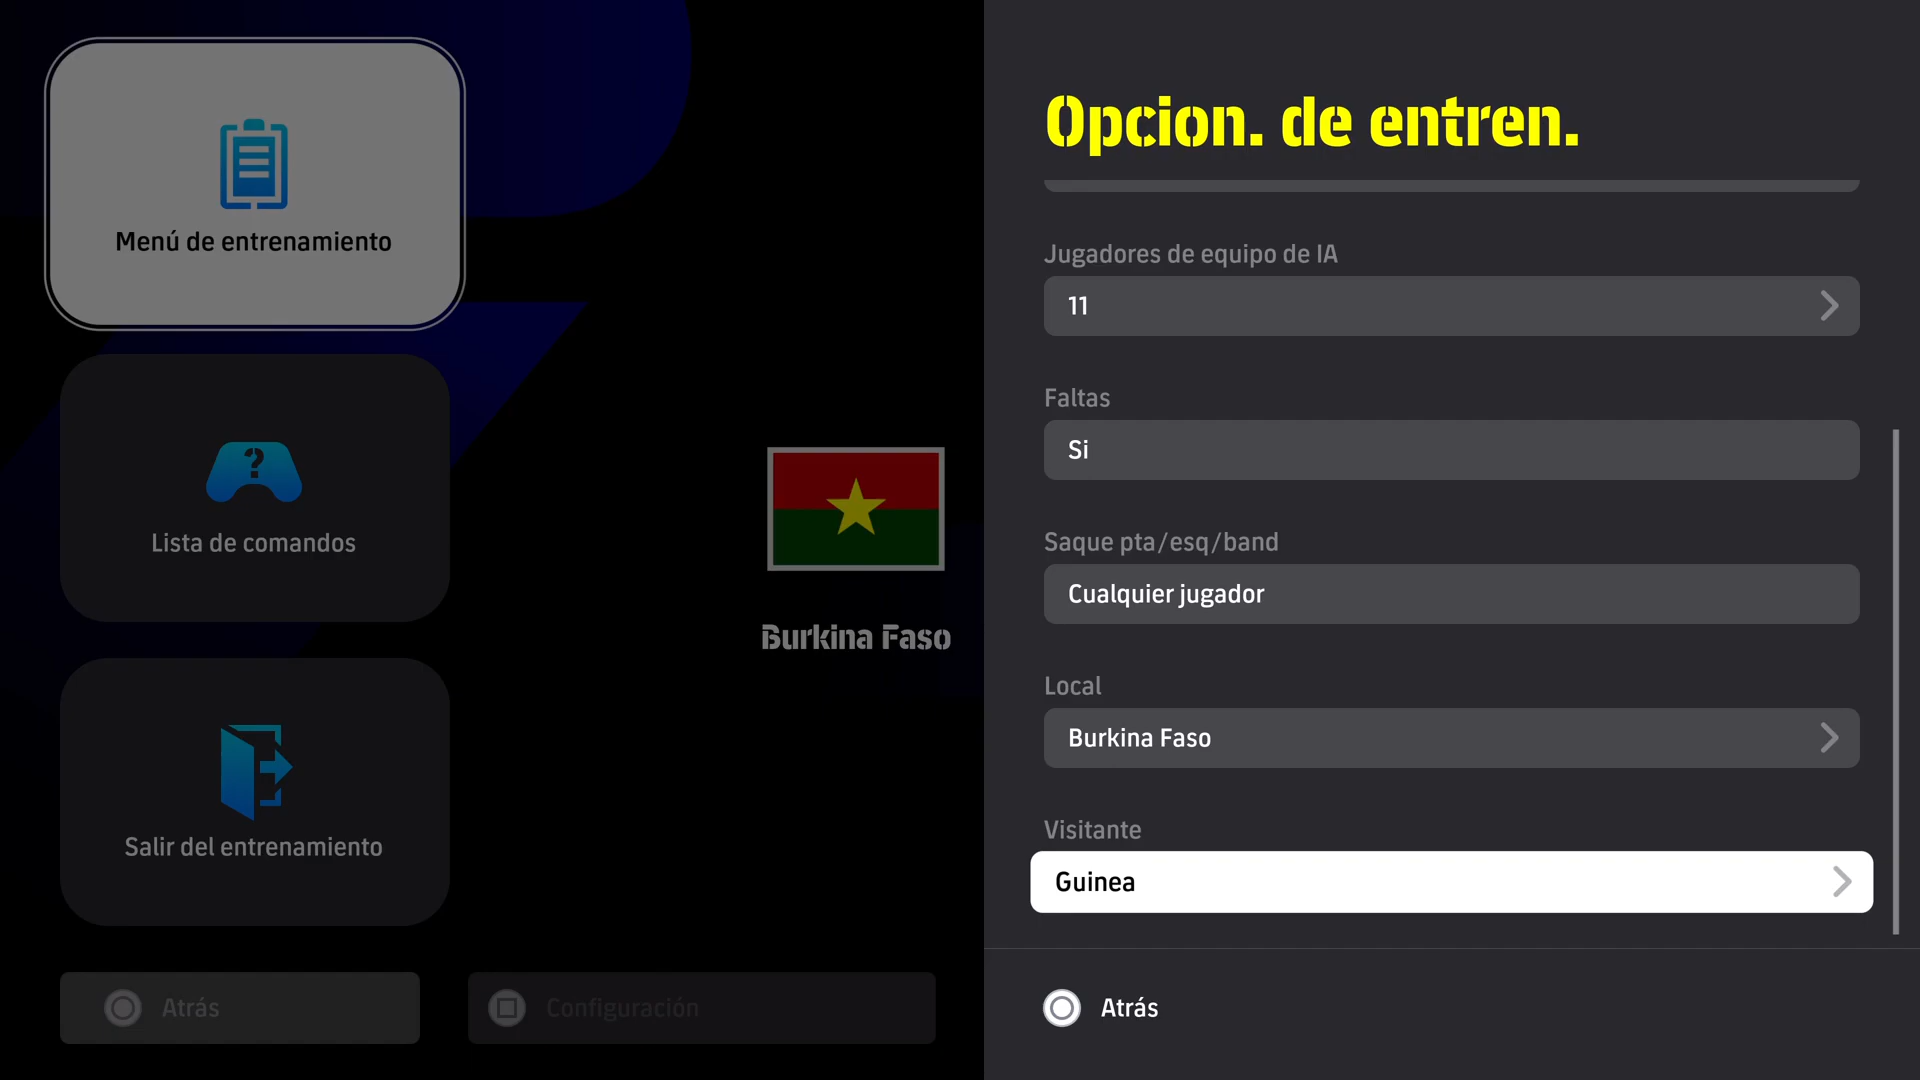 Menú de entrenamiento
Lista de comandos
?
Salir del entrenamiento
Burkina Faso
Atrás
Configuración
Opcion. de entren.
Jugadores de equipo de IA
11
Faltas
Si
Saque pta/esq/band
Cualquier jugador
Local
Burkina Faso
Visitante
Guinea
Atrás